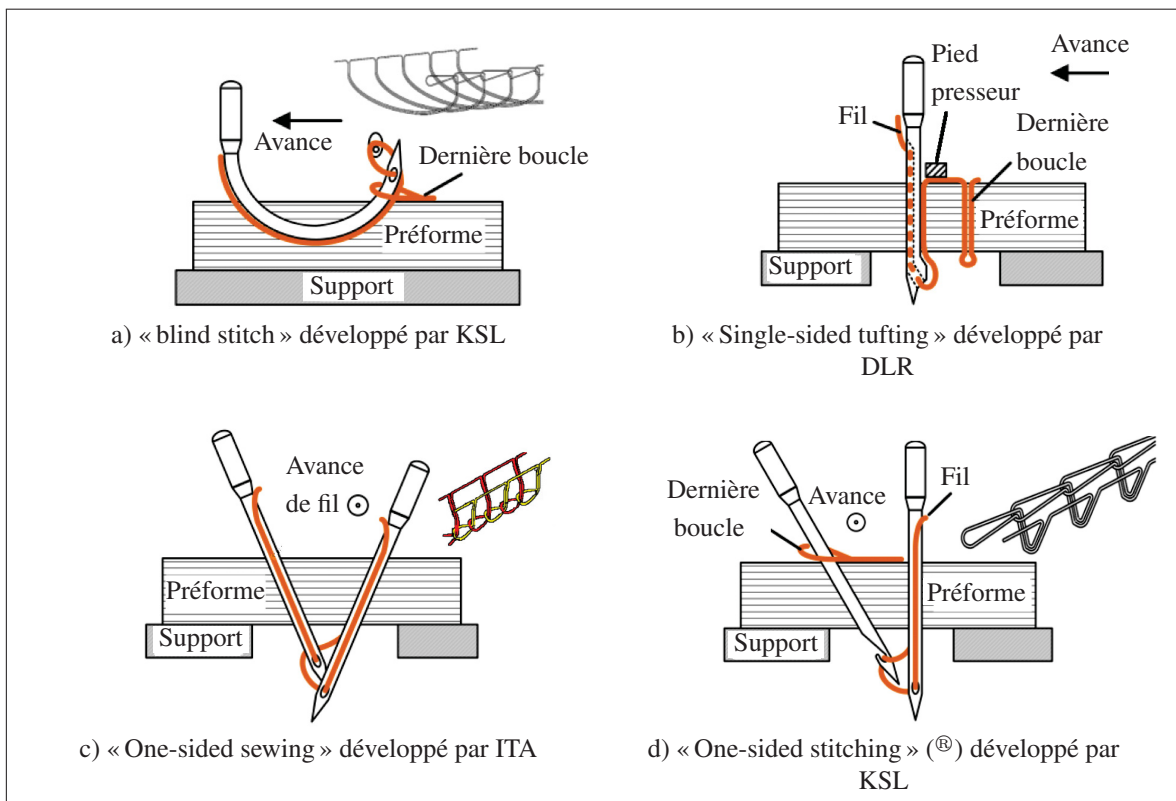 Avance
Dernière boucle
Préforme
Support
a) « blind stitch » développé par KSL
Pied
presseur
Avance
Fil
Dernière
boucle
Préforme
Support
b) « Single-sided tufting » développé par
DLR
Avance
de fil
Préforme
Support
c) « One-sided sewing » développé par ITA
Dernière
boucle
Avance
Fil
Préforme
Support
d) « One-sided stitching » (®) développé par
KSL